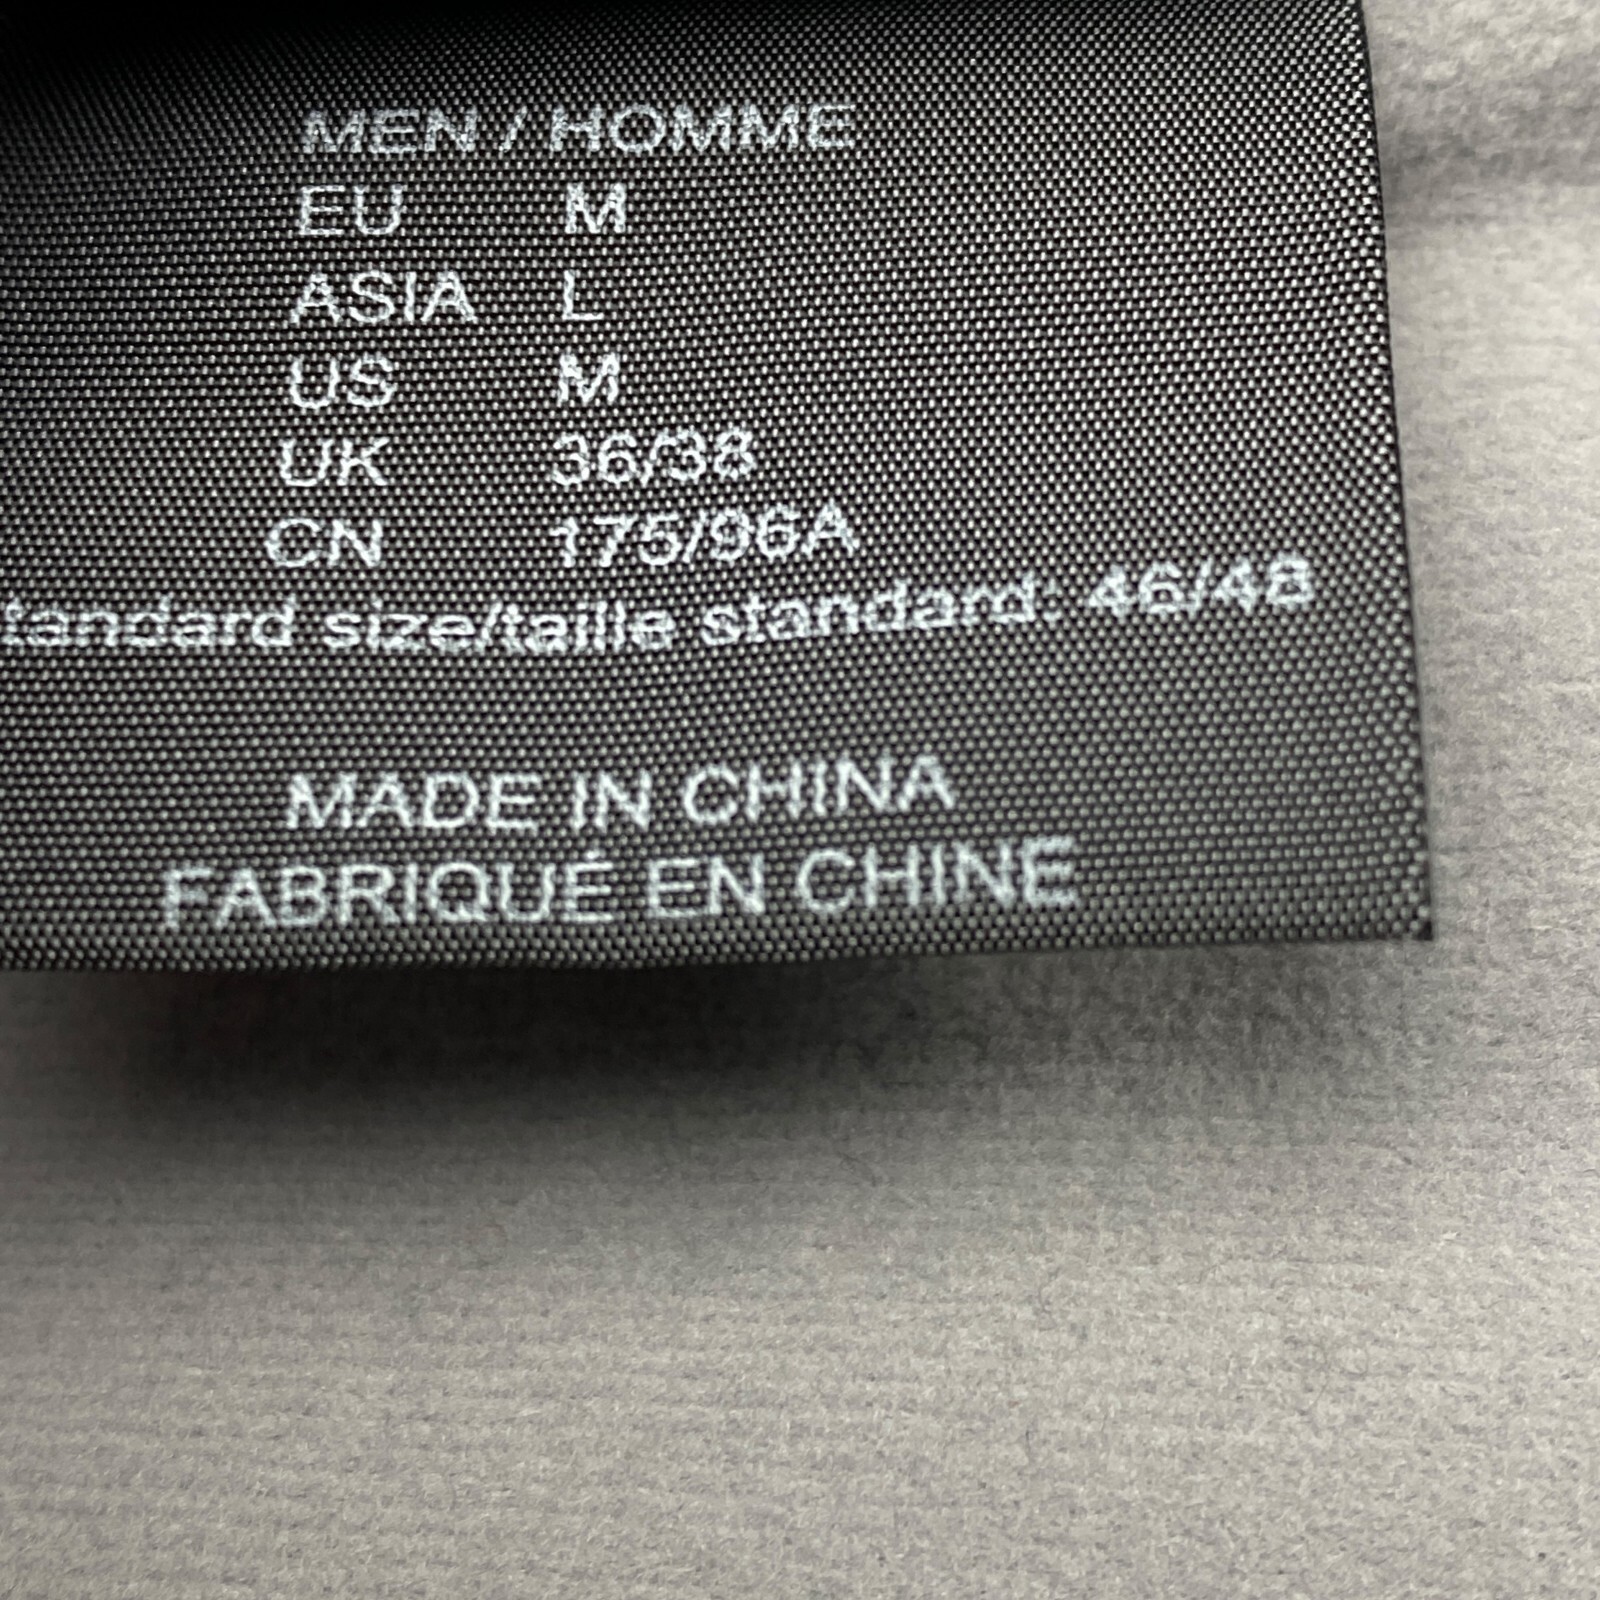 MEN / HOMME
EU M
ASIA L
US M
UK 36/38
CN 175/96A
tandard size/taille standard: 46/48
MADE IN CHINA
FABRIQUÉ EN CHINE